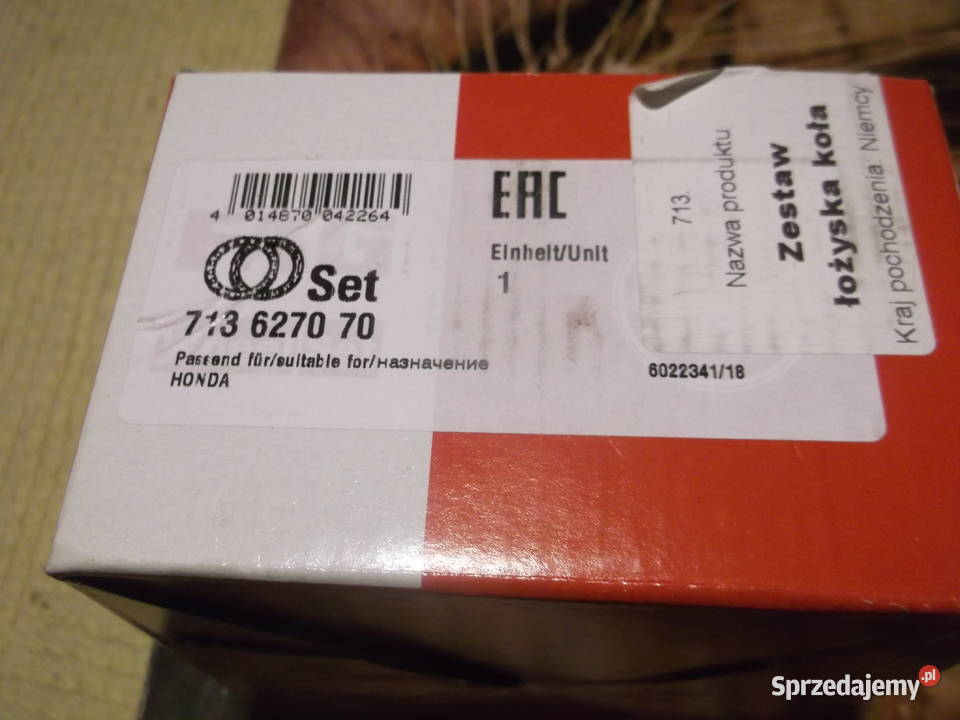 4 014870 042264
Set
713 6270 70
Passend für/suitable for/назначение
HONDA
EAC
Einheit/Unit
1
6022341/18
713.
Nazwa produktu
Zestaw
łożyska koła
Kraj pochodzenia: Niemcy
Sprzedajemy.pl